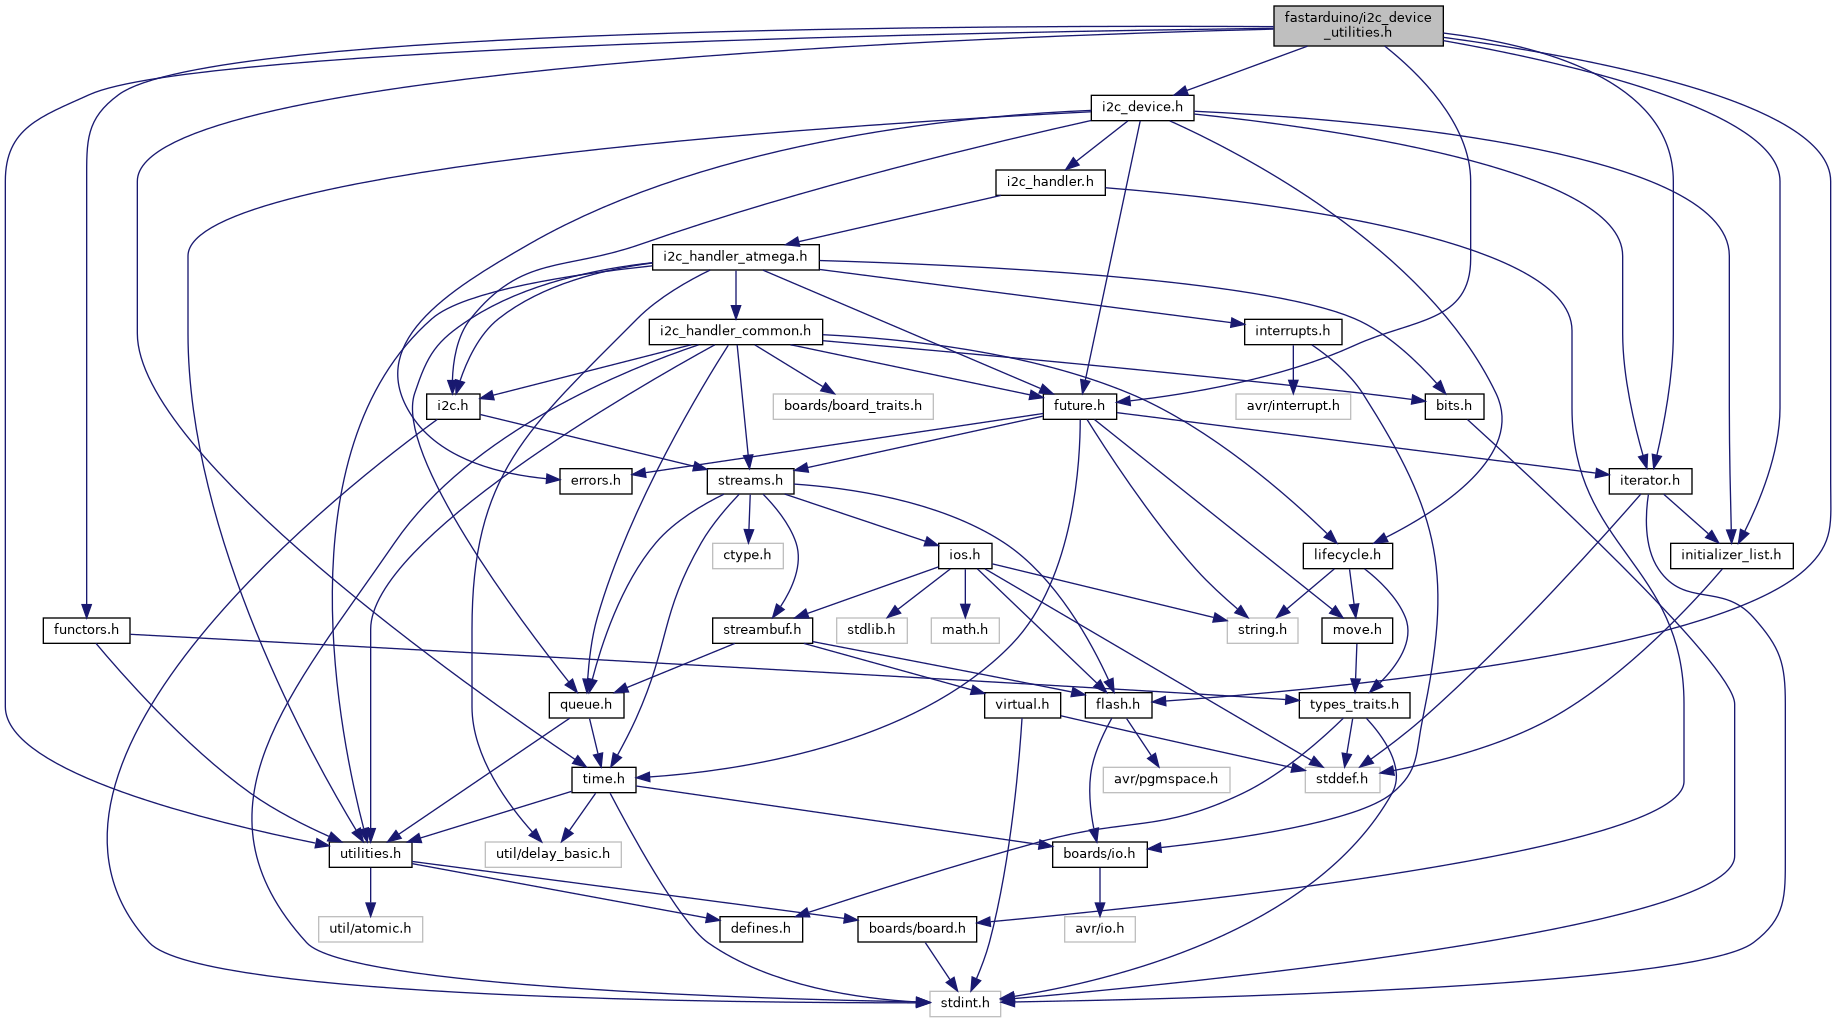 fastarduino/i2c_device
_utilities.h
i2c_device.h
i2c_handler.h
i2c_handler_atmega.h
i2c_handler_common.h
interrupts.h
i2c.h
boards/board_traits.h
future.h
avr/interrupt.h
bits.h
errors.h
streams.h
iterator.h
ctype.h
ios.h
lifecycle.h
initializer_list.h
functors.h
streambuf.h
stdlib.h
math.h
string.h
move.h
queue.h
virtual.h
flash.h
types_traits.h
time.h
avr/pgmspace.h
stddef.h
utilities.h
util/delay_basic.h
boards/io.h
util/atomic.h
defines.h
boards/board.h
avr/io.h
stdint.h